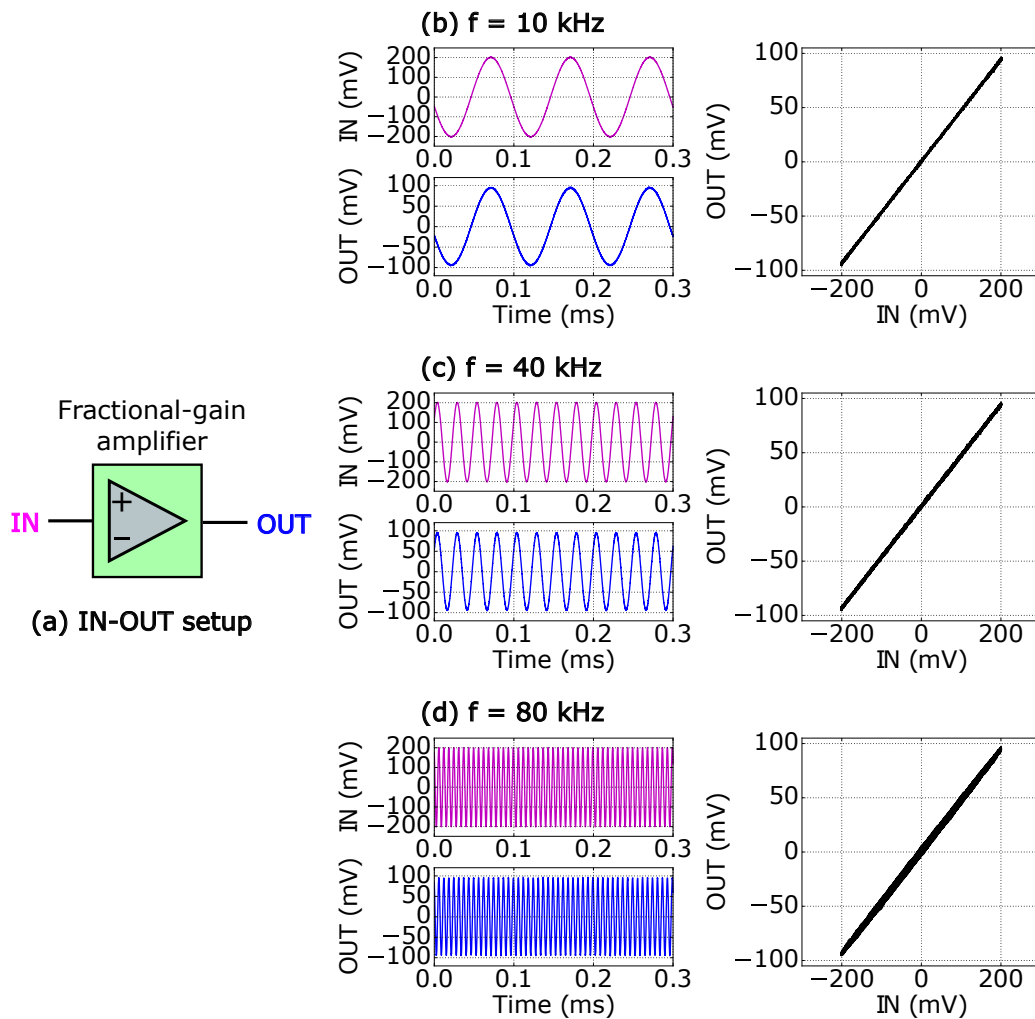 (b) f = 10 kHz
IN (mV)
200
100
0
−100
−200
0.0 0.1 0.2 0.3
OUT (mV)
100
50
0
−50
−100
0.0 0.1 0.2 0.3
Time (ms)
OUT (mV)
100
50
0
−50
−100
−200 0 200
IN (mV)
Fractional-gain
amplifier
IN
+
−
OUT
(a) IN-OUT setup
(c) f = 40 kHz
IN (mV)
200
100
0
−100
−200
0.0 0.1 0.2 0.3
OUT (mV)
100
50
0
−50
−100
0.0 0.1 0.2 0.3
Time (ms)
OUT (mV)
100
50
0
−50
−100
−200 0 200
IN (mV)
(d) f = 80 kHz
IN (mV)
200
100
0
−100
−200
0.0 0.1 0.2 0.3
OUT (mV)
100
50
0
−50
−100
0.0 0.1 0.2 0.3
Time (ms)
OUT (mV)
100
50
0
−50
−100
−200 0 200
IN (mV)